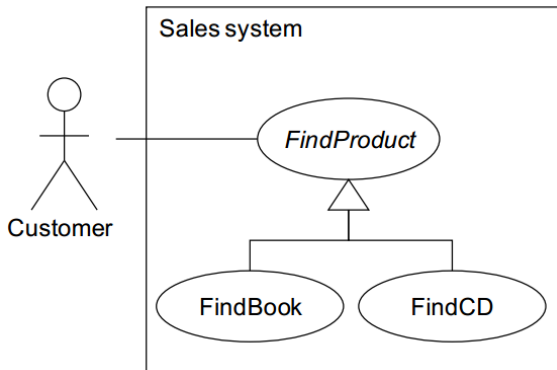 Sales system
FindProduct
Customer
FindBook
FindCD